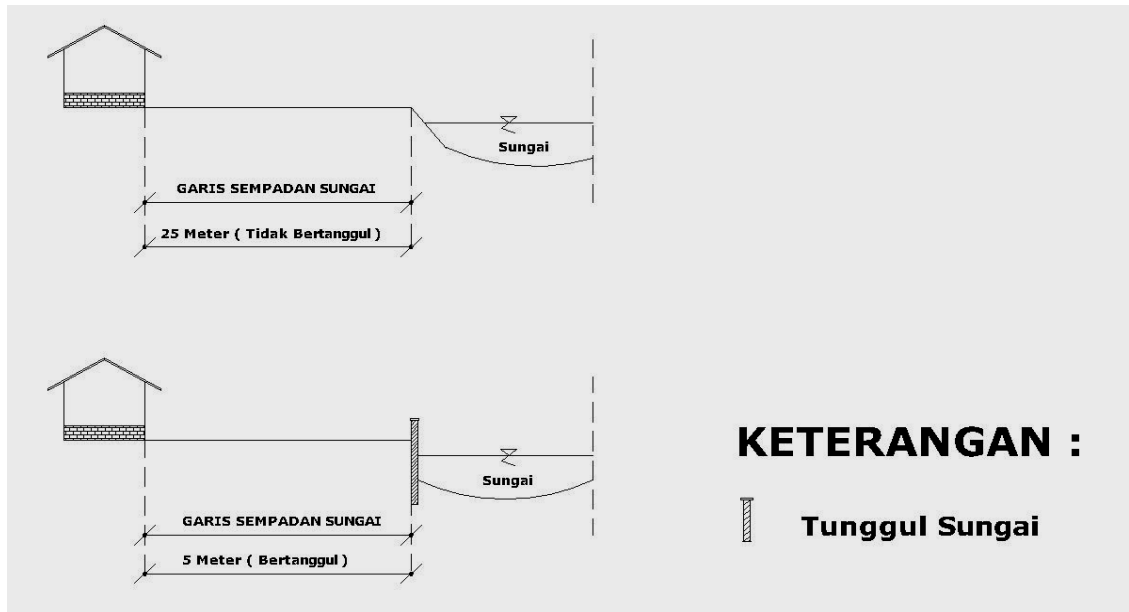 Sungai
GARIS SEMPADAN SUNGAI
25 Meter ( Tidak Bertanggul )
Sungai
GARIS SEMPADAN SUNGAI
5 Meter ( Bertanggul )
KETERANGAN :
Tunggul Sungai